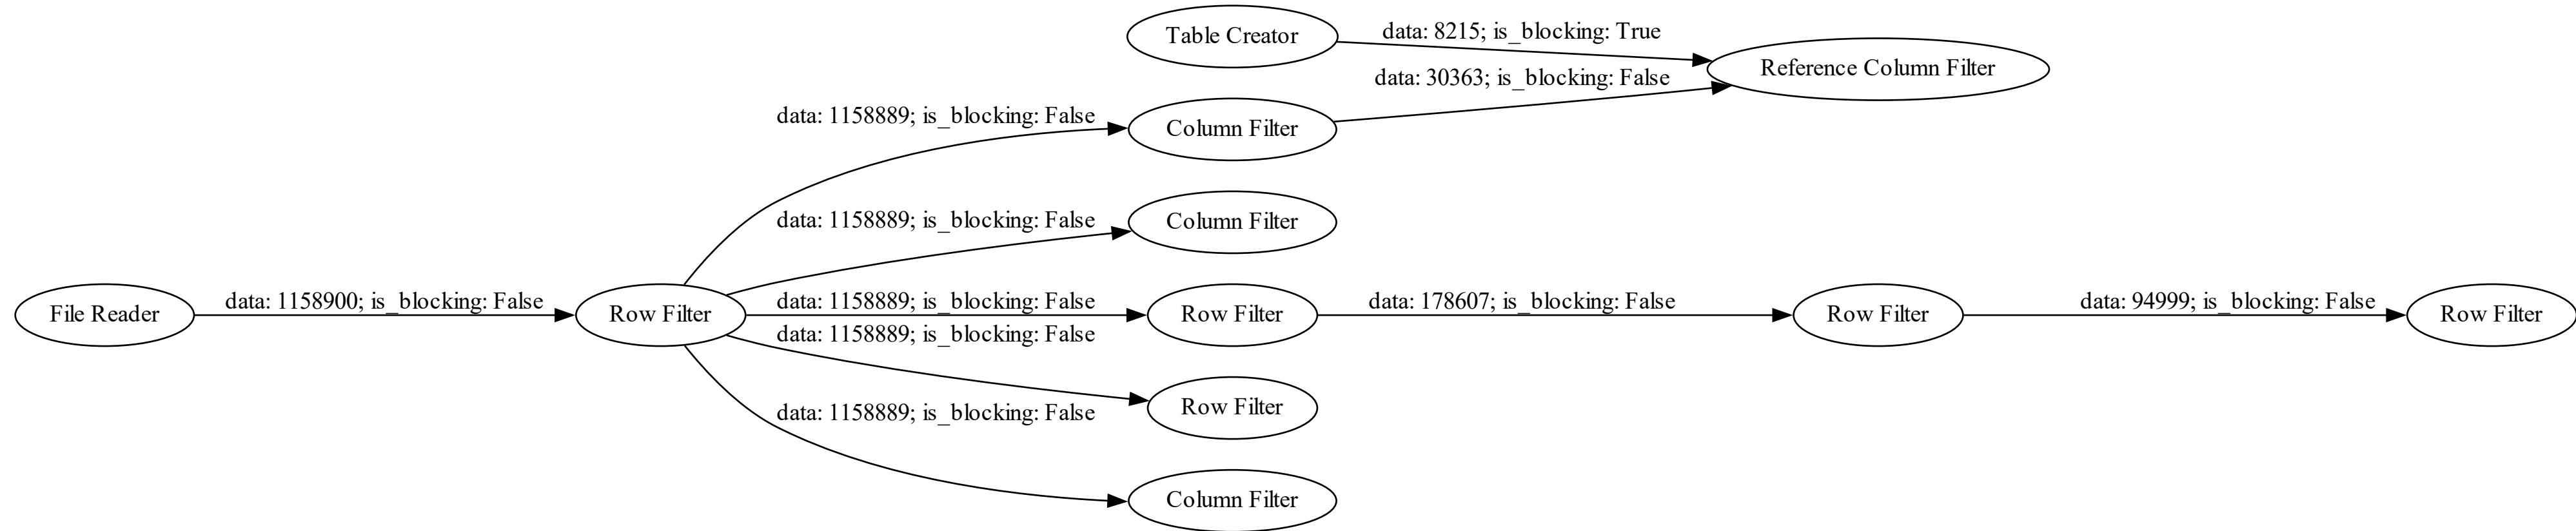 Table Creator
data: 8215; is_blocking: True
Reference Column Filter
data: 30363; is_blocking: False
data: 1158889; is_blocking: False
Column Filter
data: 1158889; is_blocking: False
Column Filter
File Reader
data: 1158900; is_blocking: False
Row Filter
data: 1158889; is_blocking: False
Row Filter
data: 178607; is_blocking: False
Row Filter
data: 94999; is_blocking: False
Row Filter
data: 1158889; is_blocking: False
Row Filter
data: 1158889; is_blocking: False
Column Filter